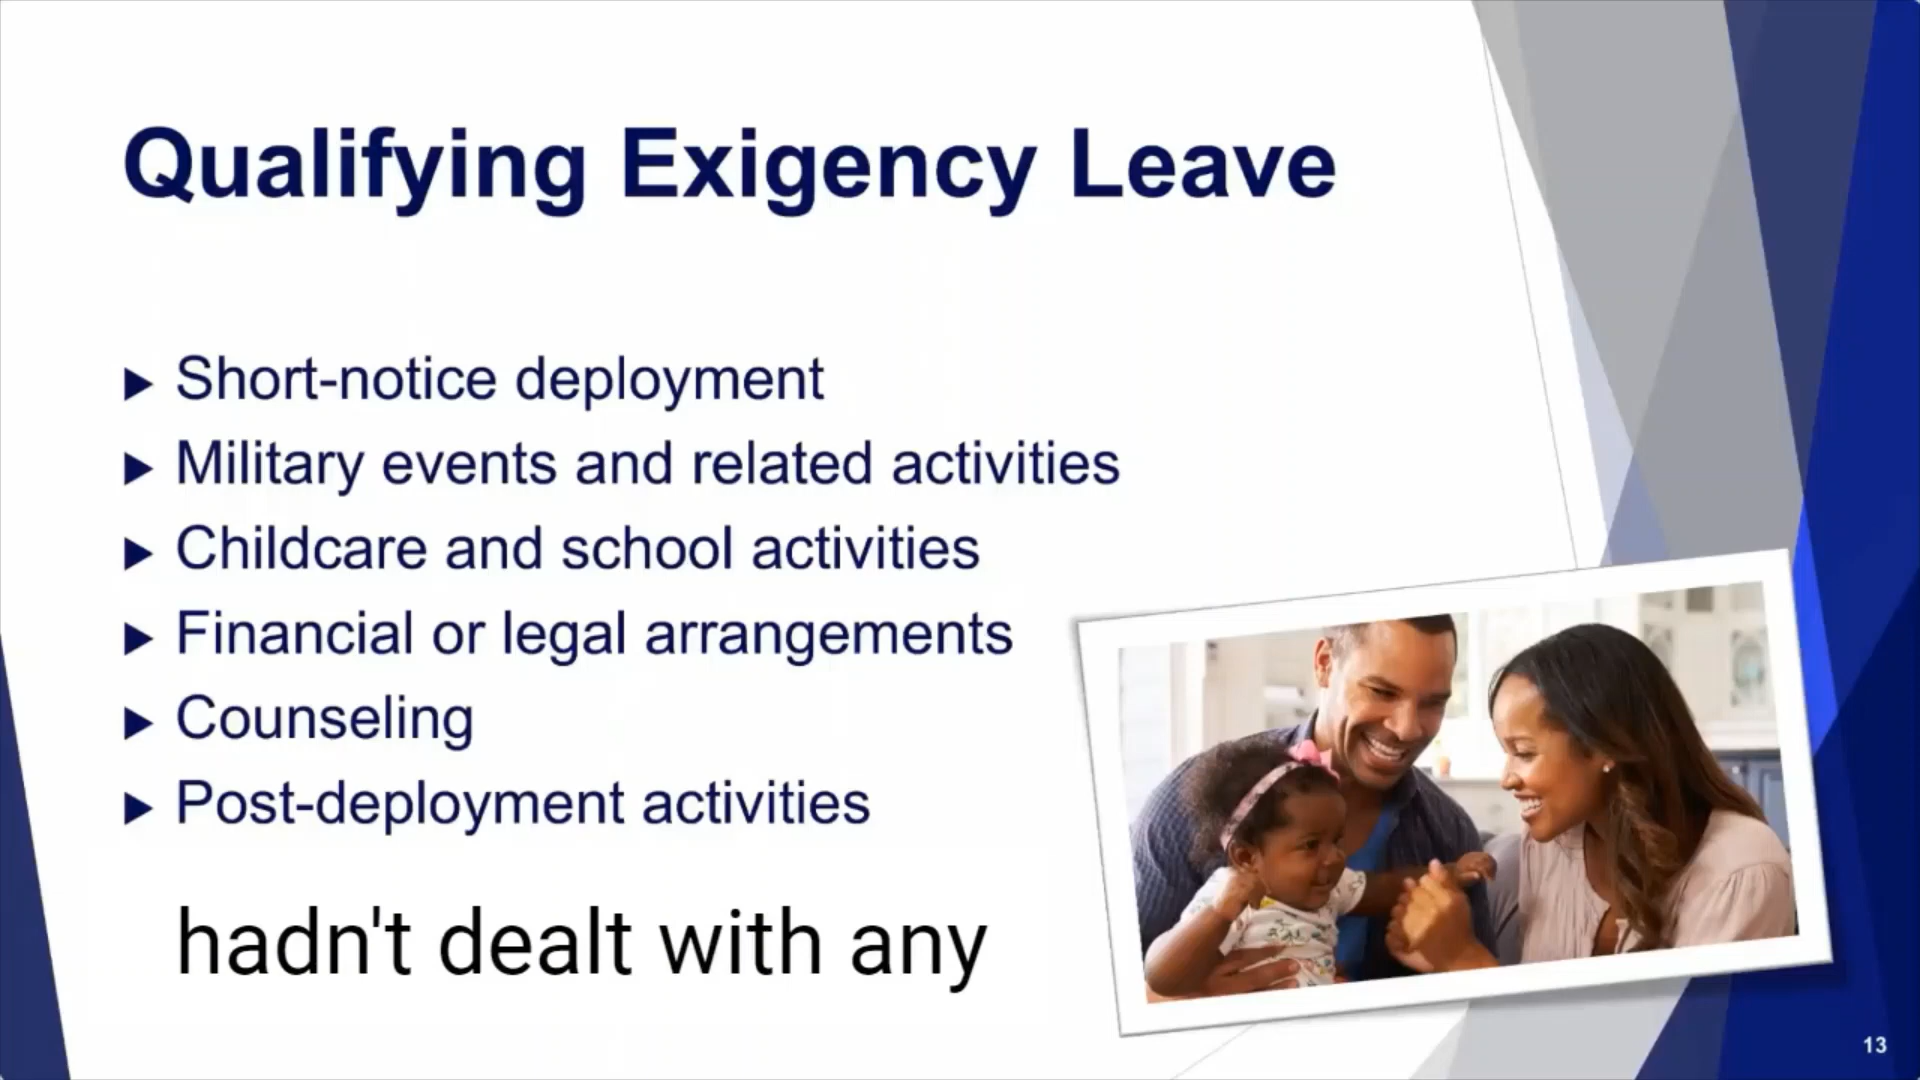 Qualifying Exigency Leave
Short-notice deployment
Military events and related activities
Childcare and school activities
Financial or legal arrangements
Counseling
Post-deployment activities
hadn't dealt with any
13